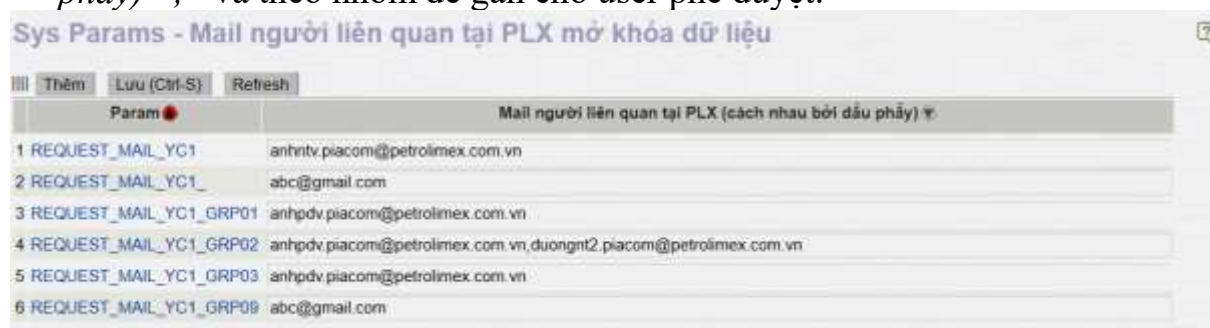 phẩy)", và theo nhóm để gán cho user phê duyệt.
Sys Params - Mail người liên quan tại PLX mở khóa dữ liệu
Thêm Lưu (Ctrl-S) Refresh
Param Mail người liên quan tại PLX (cách nhau bởi dấu phẩy)
1 REQUEST_MAIL_YC1 anhntv.piacom@petrolimex.com.vn
2 REQUEST_MAIL_YC1_ abc@gmail.com
3 REQUEST_MAIL_YC1_GRP01 anhpdv.piacom@petrolimex.com.vn
4 REQUEST_MAIL_YC1_GRP02 anhpdv.piacom@petrolimex.com.vn,duongnt2.piacom@petrolimex.com.vn
5 REQUEST_MAIL_YC1_GRP03 anhpdv.piacom@petrolimex.com.vn
6 REQUEST_MAIL_YC1_GRP09 abc@gmail.com